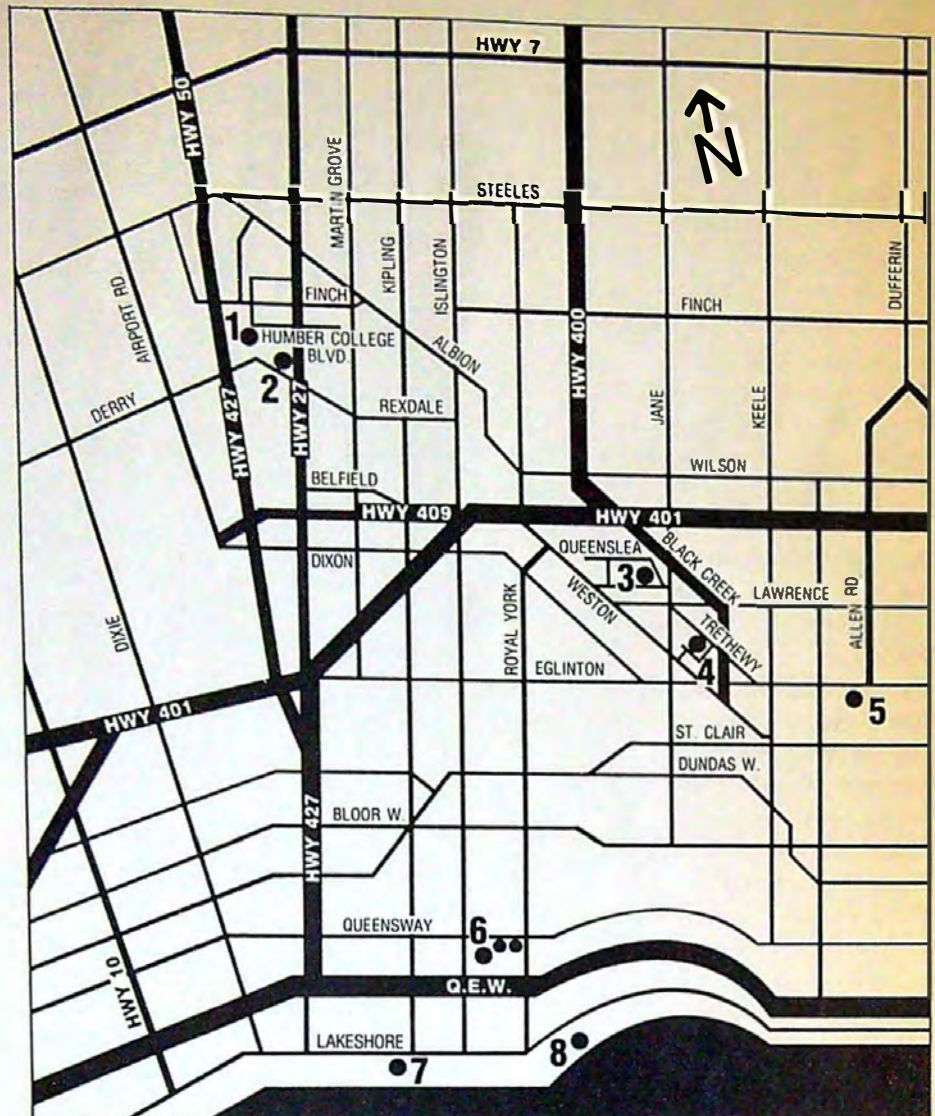 HWY 7
HWY 50
N
MARTIN GROVE
STEELES
KIPLING
ISLINGTON
DUFFERIN
AIRPORT RD
FINCH
FINCH
1
HUMBER COLLEGE
BLVD.
2
ALBION
HWY 400
JANE
KEELE
DERRY
HWY 427
HWY 27
REXDALE
WILSON
BELFIELD
HWY 409
HWY 401
DIXON
QUEENSLEA
3
BLACK CREEK
LAWRENCE
DIXIE
ROYAL YORK
WESTON
TRETHEWY
ALLEN RD
4
EGLINTON
5
HWY 401
ST. CLAIR
DUNDAS W.
HWY 427
BLOOR W.
QUEENSWAY
6
HWY 10
Q.E.W.
LAKESHORE
7
8